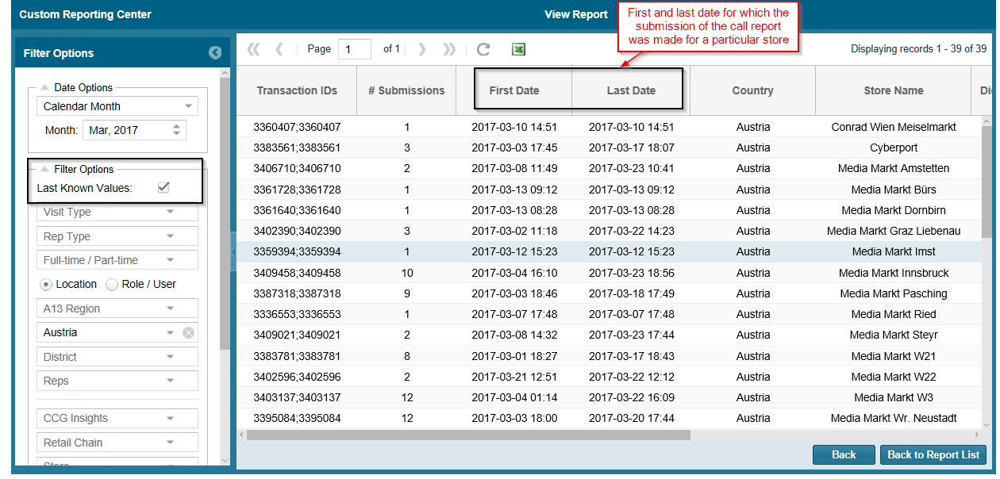 Custom Reporting Center
View Report
First and last date for which the
submission of the call report
was made for a particular store
Filter Options
Date Options
Calendar Month
Month: Mar, 2017
Filter Options
Last Known Values:
Visit Type
Rep Type
Full-time / Part-time
Location Role / User
A13 Region
Austria
District
Reps
CCG Insights
Retail Chain
Store
Page 1 of 1
Displaying records 1 - 39 of 39
Transaction IDs # Submissions First Date Last Date Country Store Name Di
3360407;3360407 1 2017-03-10 14:51 2017-03-10 14:51 Austria Conrad Wien Meiselmarkt
3383561;3383561 3 2017-03-03 17:45 2017-03-17 18:07 Austria Cyberport
3406710;3406710 2 2017-03-08 11:49 2017-03-23 10:41 Austria Media Markt Amstetten
3361728;3361728 1 2017-03-13 09:12 2017-03-13 09:12 Austria Media Markt Bürs
3361640;3361640 1 2017-03-13 08:28 2017-03-13 08:28 Austria Media Markt Dornbirn
3402390;3402390 3 2017-03-02 11:18 2017-03-22 14:23 Austria Media Markt Graz Liebenau
3359394;3359394 1 2017-03-12 15:23 2017-03-12 15:23 Austria Media Markt Imst
3409458;3409458 10 2017-03-04 16:10 2017-03-23 18:56 Austria Media Markt Innsbruck
3387318;3387318 9 2017-03-03 18:46 2017-03-18 17:49 Austria Media Markt Pasching
3336553;3336553 1 2017-03-07 17:48 2017-03-07 17:48 Austria Media Markt Ried
3409021;3409021 2 2017-03-08 14:32 2017-03-23 17:44 Austria Media Markt Steyr
3383781;3383781 8 2017-03-01 18:27 2017-03-17 18:43 Austria Media Markt W21
3402596;3402596 2 2017-03-21 12:51 2017-03-22 12:12 Austria Media Markt W22
3403137;3403137 12 2017-03-04 01:14 2017-03-22 16:09 Austria Media Markt W3
3395084;3395084 12 2017-03-03 18:00 2017-03-20 17:44 Austria Media Markt Wr. Neustadt
Back
Back to Report List